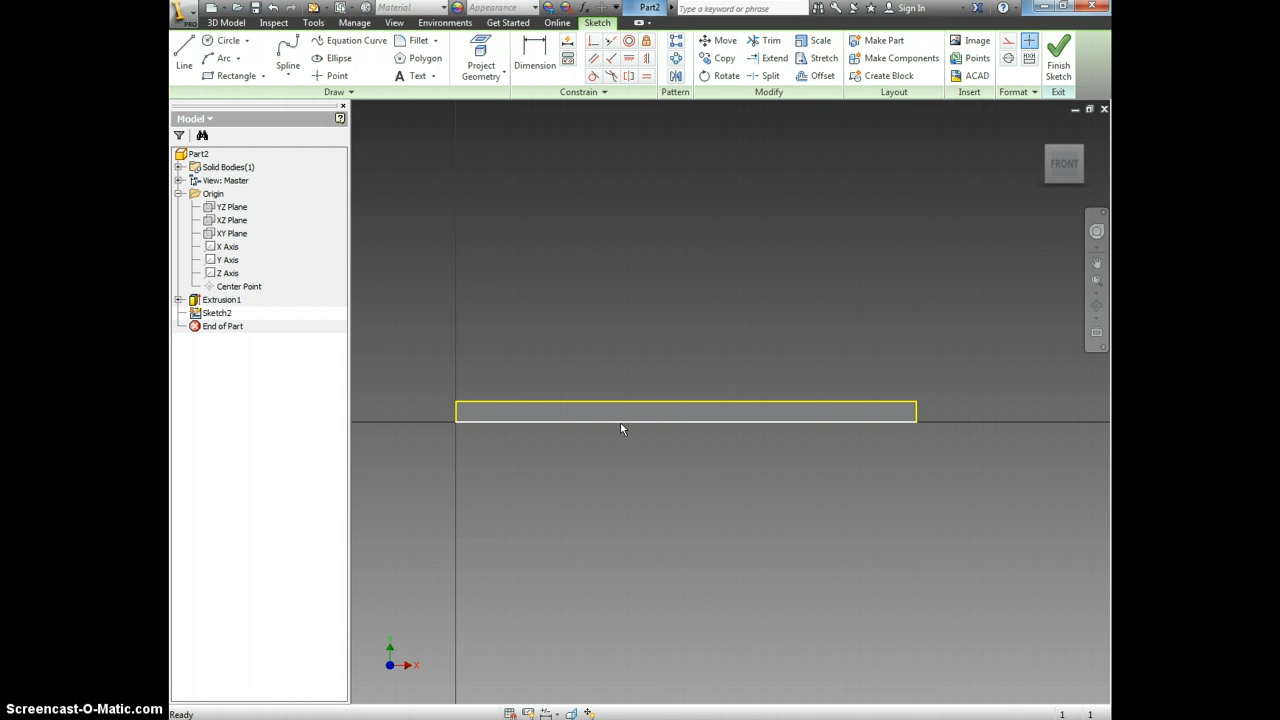 PRO Material Appearance Part2 Type a keyword or phrase Sign In
3D Model Inspect Tools Manage View Environments Get Started Online Sketch
Circle Equation Curve Fillet Move Trim Scale Make Part Image
Arc Ellipse Polygon Copy Extend Stretch Make Components Points
Line Spline Project Geometry Dimension Finish Sketch
Rectangle Point Text Rotate Split Offset Create Block ACAD
Draw Constrain Pattern Modify Layout Insert Format Exit
Model
Part2
Solid Bodies(1)
View: Master
Origin
YZ Plane
XZ Plane
XY Plane
X Axis
Y Axis
Z Axis
Center Point
Extrusion1
Sketch2
End of Part
FRONT
X
Screencast-O-Matic.com
Ready 1 1